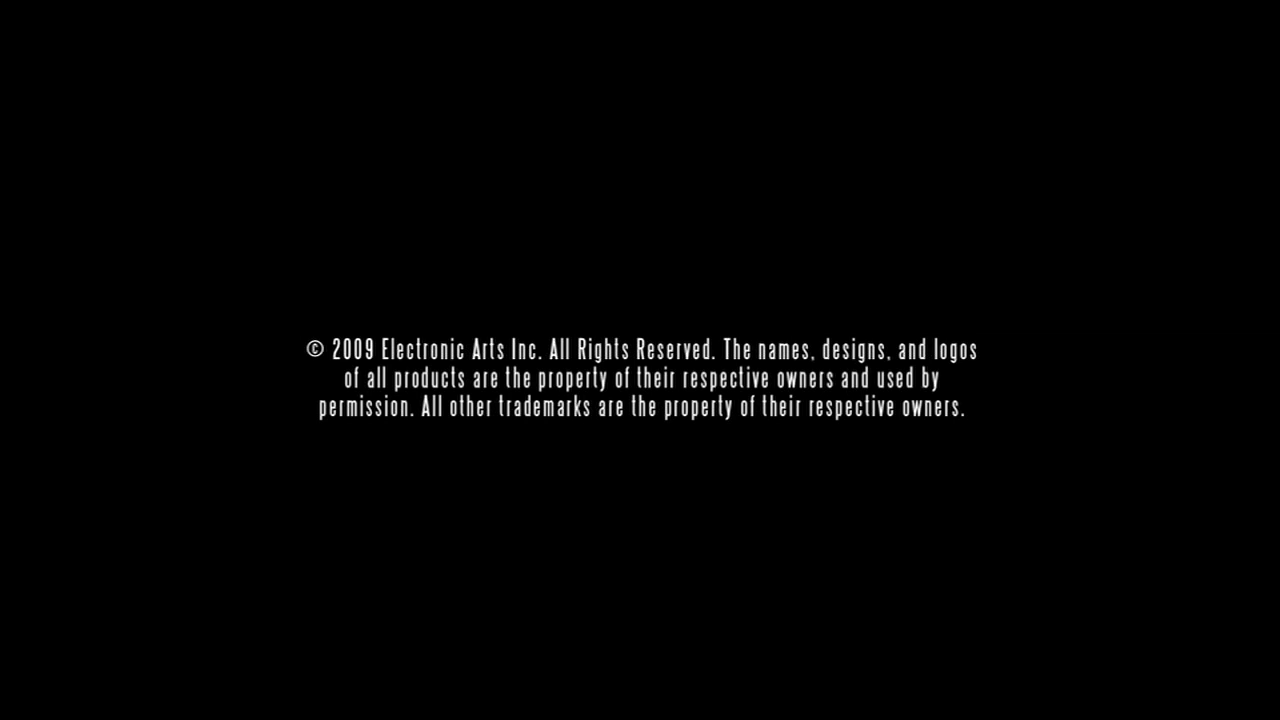 © 2009 Electronic Arts Inc. All Rights Reserved. The names, designs, and logos
of all products are the property of their respective owners and used by
permission. All other trademarks are the property of their respective owners.